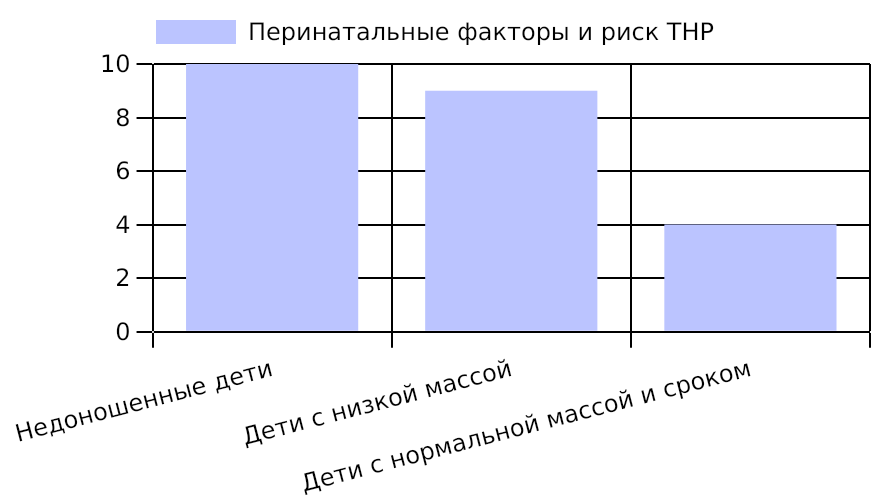 Перинатальные факторы и риск ТНР
10
8
6
4
2
0
Недоношенные дети
Дети с низкой массой
Дети с нормальной массой и сроком